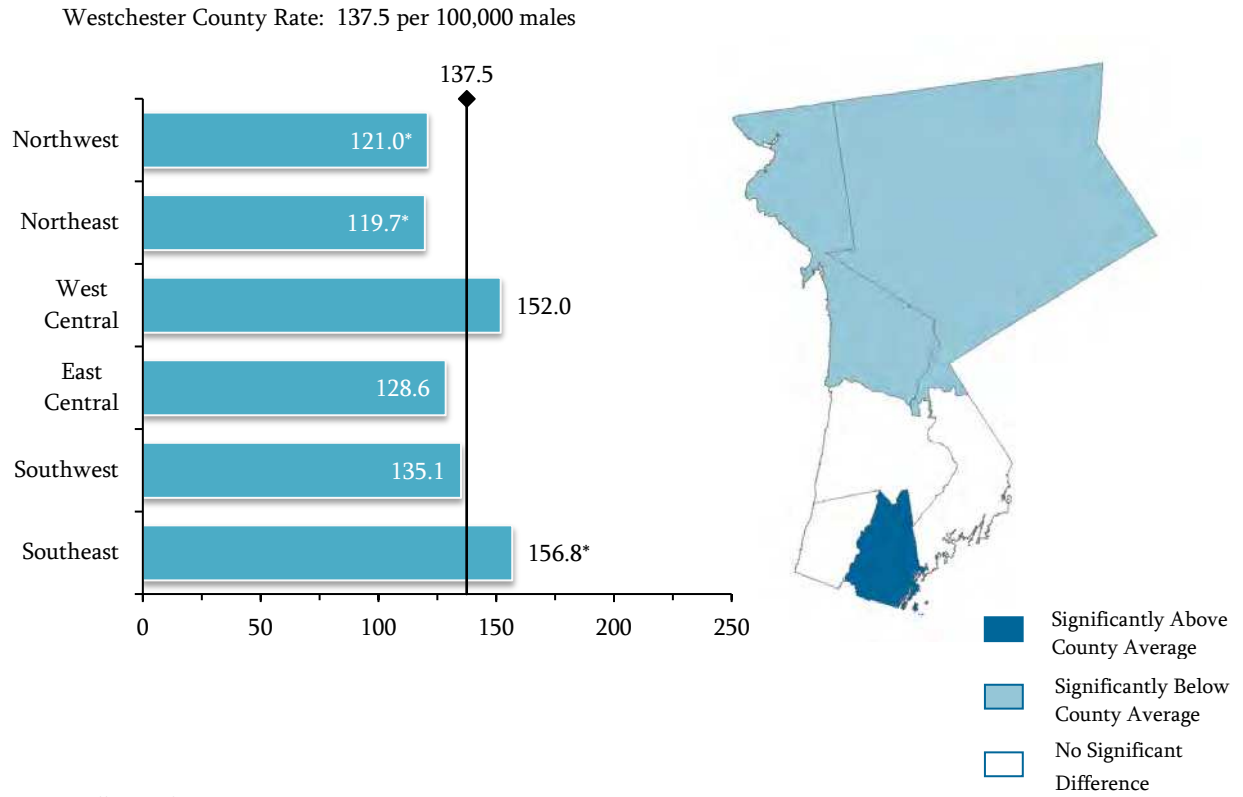 Westchester County Rate: 137.5 per 100,000 males
137.5
Northwest
121.0*
Northeast
119.7*
West
Central
152.0
East
Central
128.6
Southwest
135.1
Southeast
156.8*
0 50 100 150 200 250
Significantly Above
County Average
Significantly Below
County Average
No Significant
Difference